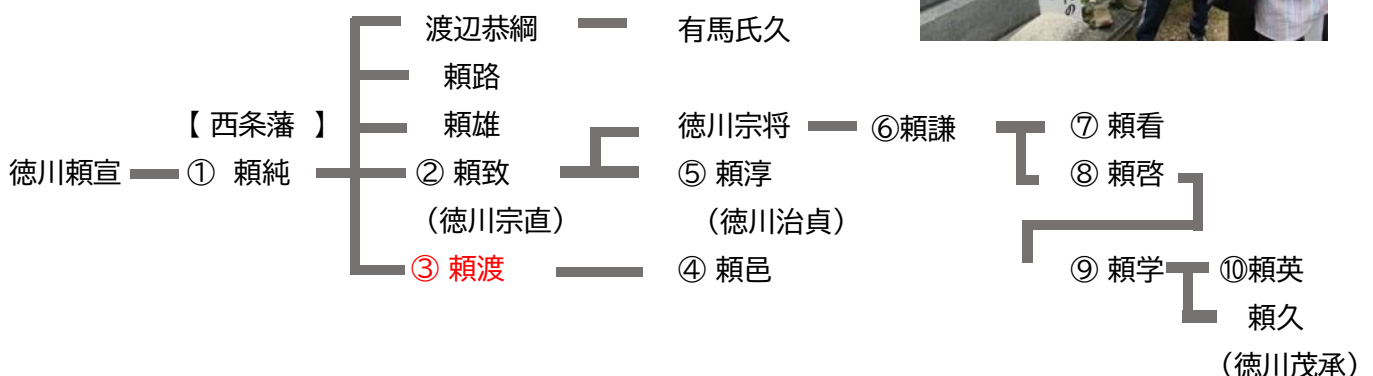 渡辺恭綱 有馬氏久
頼路
【 西条藩 】 頼雄 徳川宗将 ⑥頼謙 ⑦ 頼看
徳川頼宣 ① 頼純 ② 頼致 ⑤ 頼淳 ⑧ 頼啓
（徳川宗直） （徳川治貞）
③ 頼渡 ④ 頼邑 ⑨ 頼学 ⑩頼英
頼久
（徳川茂承）